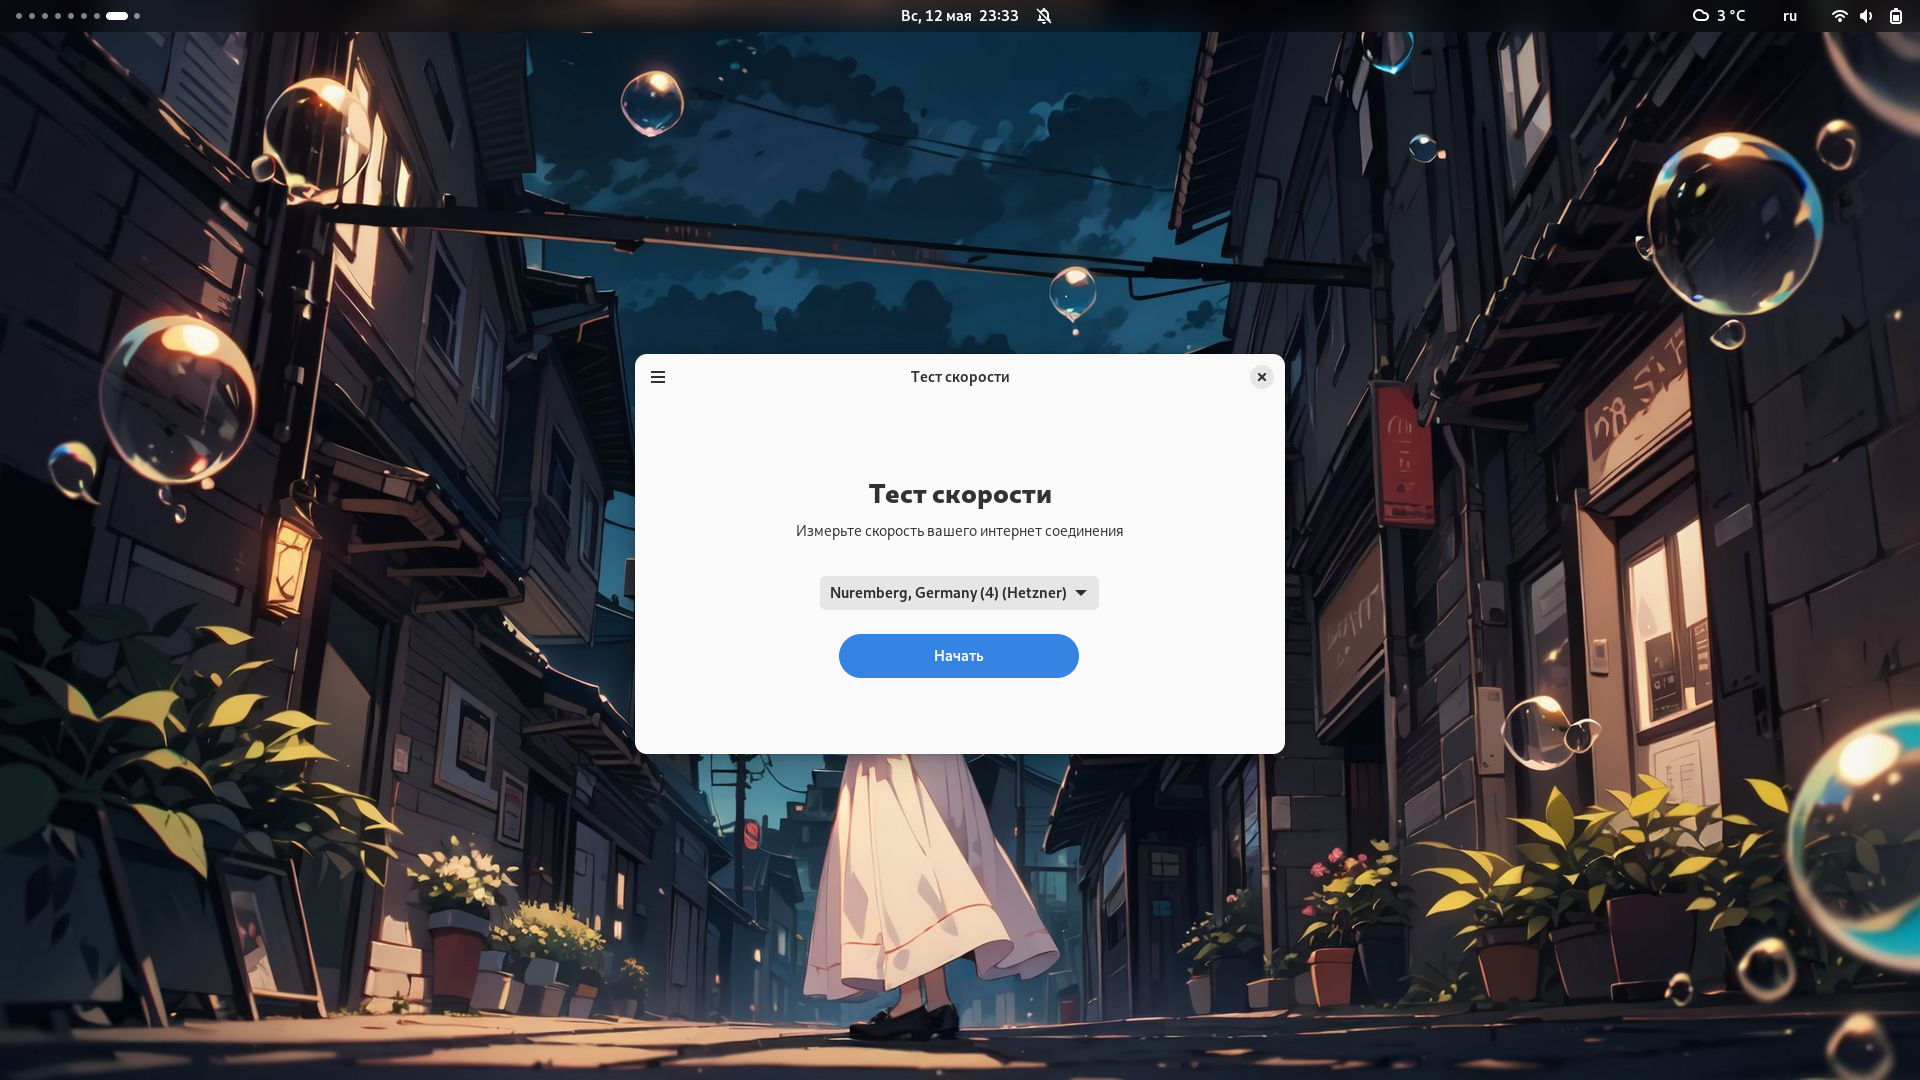 Вс, 12 мая 23:33
3 °C
ru
Тест скорости
Тест скорости
Измерьте скорость вашего интернет соединения
Nuremberg, Germany (4) (Hetzner)
Начать